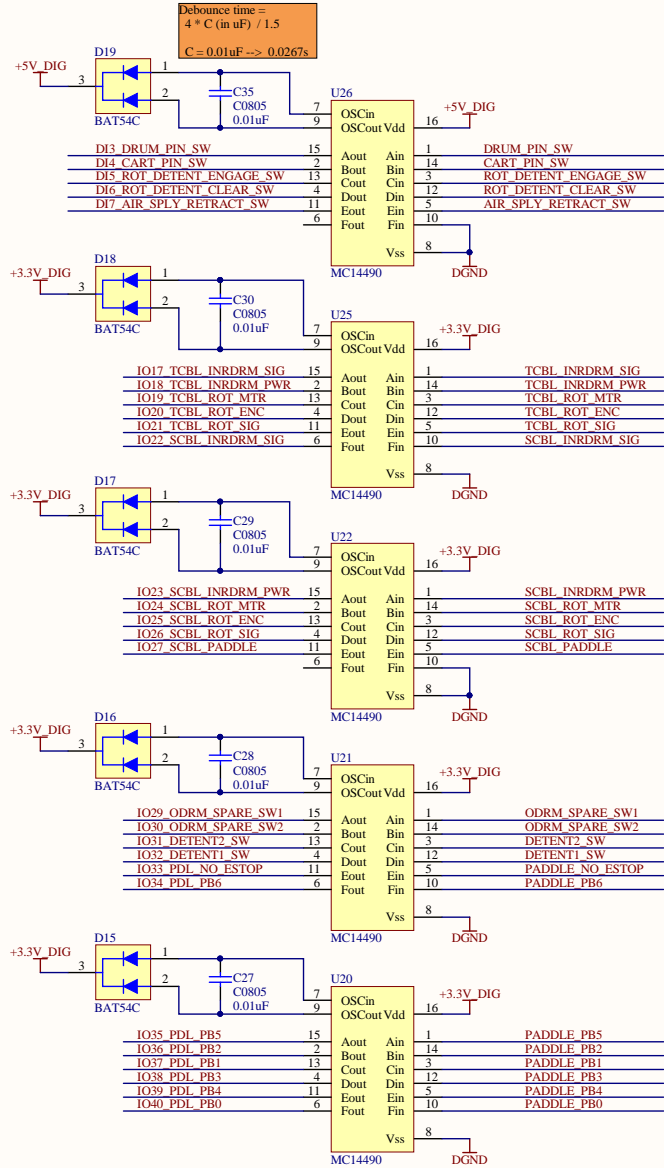 Debounce time =
4 * C (in uF) / 1.5
C = 0.01uF --> 0.0267s
D19
+5V_DIG
3
1
2
BAT54C
C35
C0805
0.01uF
U26
7 OSCin
9 OSCout Vdd 16
+5V_DIG
DI3_DRUM_PIN_SW 15 Aout Ain 1 DRUM_PIN_SW
DI4_CART_PIN_SW 2 Bout Bin 14 CART_PIN_SW
DI5_ROT_DETENT_ENGAGE_SW 13 Cout Cin 3 ROT_DETENT_ENGAGE_SW
DI6_ROT_DETENT_CLEAR_SW 4 Dout Din 12 ROT_DETENT_CLEAR_SW
DI7_AIR_SPLY_RETRACT_SW 11 Eout Ein 5 AIR_SPLY_RETRACT_SW
6 Fout Fin 10
Vss 8
MC14490
DGND
D18
+3.3V_DIG
3
1
2
BAT54C
C30
C0805
0.01uF
U25
7 OSCin
9 OSCout Vdd 16
+3.3V_DIG
IO17_TCBL_INRDRM_SIG 15 Aout Ain 1 TCBL_INRDRM_SIG
IO18_TCBL_INRDRM_PWR 2 Bout Bin 14 TCBL_INRDRM_PWR
IO19_TCBL_ROT_MTR 13 Cout Cin 3 TCBL_ROT_MTR
IO20_TCBL_ROT_ENC 4 Dout Din 12 TCBL_ROT_ENC
IO21_TCBL_ROT_SIG 11 Eout Ein 5 TCBL_ROT_SIG
IO22_SCBL_INRDRM_SIG 6 Fout Fin 10 SCBL_INRDRM_SIG
Vss 8
MC14490
DGND
D17
+3.3V_DIG
3
1
2
BAT54C
C29
C0805
0.01uF
U22
7 OSCin
9 OSCout Vdd 16
+3.3V_DIG
IO23_SCBL_INRDRM_PWR 15 Aout Ain 1 SCBL_INRDRM_PWR
IO24_SCBL_ROT_MTR 2 Bout Bin 14 SCBL_ROT_MTR
IO25_SCBL_ROT_ENC 13 Cout Cin 3 SCBL_ROT_ENC
IO26_SCBL_ROT_SIG 4 Dout Din 12 SCBL_ROT_SIG
IO27_SCBL_PADDLE 11 Eout Ein 5 SCBL_PADDLE
6 Fout Fin 10
Vss 8
MC14490
DGND
D16
+3.3V_DIG
3
1
2
BAT54C
C28
C0805
0.01uF
U21
7 OSCin
9 OSCout Vdd 16
+3.3V_DIG
IO29_ODRM_SPARE_SW1 15 Aout Ain 1 ODRM_SPARE_SW1
IO30_ODRM_SPARE_SW2 2 Bout Bin 14 ODRM_SPARE_SW2
IO31_DETENT2_SW 13 Cout Cin 3 DETENT2_SW
IO32_DETENT1_SW 4 Dout Din 12 DETENT1_SW
IO33_PDL_NO_ESTOP 11 Eout Ein 5 PADDLE_NO_ESTOP
IO34_PDL_PB6 6 Fout Fin 10 PADDLE_PB6
Vss 8
MC14490
DGND
D15
+3.3V_DIG
3
1
2
BAT54C
C27
C0805
0.01uF
U20
7 OSCin
9 OSCout Vdd 16
+3.3V_DIG
IO35_PDL_PB5 15 Aout Ain 1 PADDLE_PB5
IO36_PDL_PB2 2 Bout Bin 14 PADDLE_PB2
IO37_PDL_PB1 13 Cout Cin 3 PADDLE_PB1
IO38_PDL_PB3 4 Dout Din 12 PADDLE_PB3
IO39_PDL_PB4 11 Eout Ein 5 PADDLE_PB4
IO40_PDL_PB0 6 Fout Fin 10 PADDLE_PB0
Vss 8
MC14490
DGND